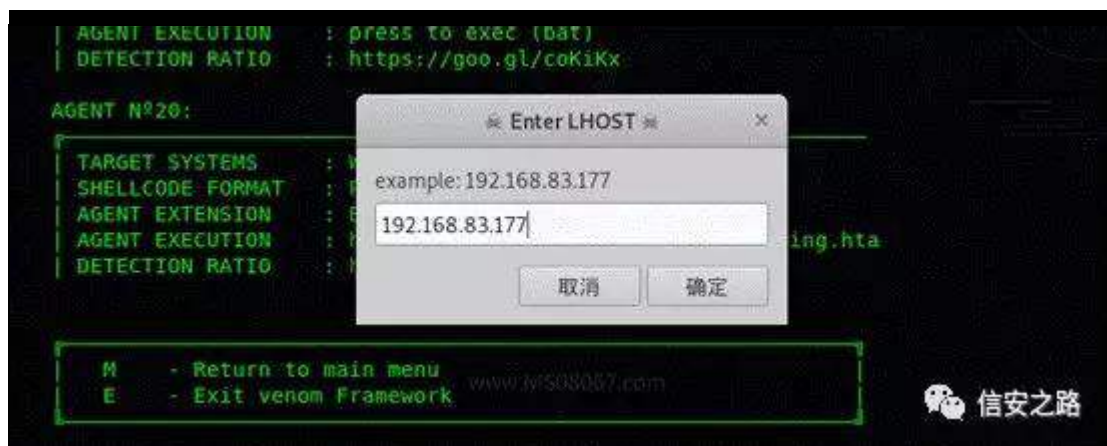 AGENT EXECUTION : press to exec (bat)
DETECTION RATIO : https://goo.gl/coKiKx
AGENT Nº20:
☠ Enter LHOST ☠ ×
TARGET SYSTEMS :
example: 192.168.83.177
SHELLCODE FORMAT :
AGENT EXTENSION :
192.168.83.177
AGENT EXECUTION : ing.hta
DETECTION RATIO :
取消 确定
M - Return to main menu
www.MS08067.com
E - Exit venom Framework
信安之路